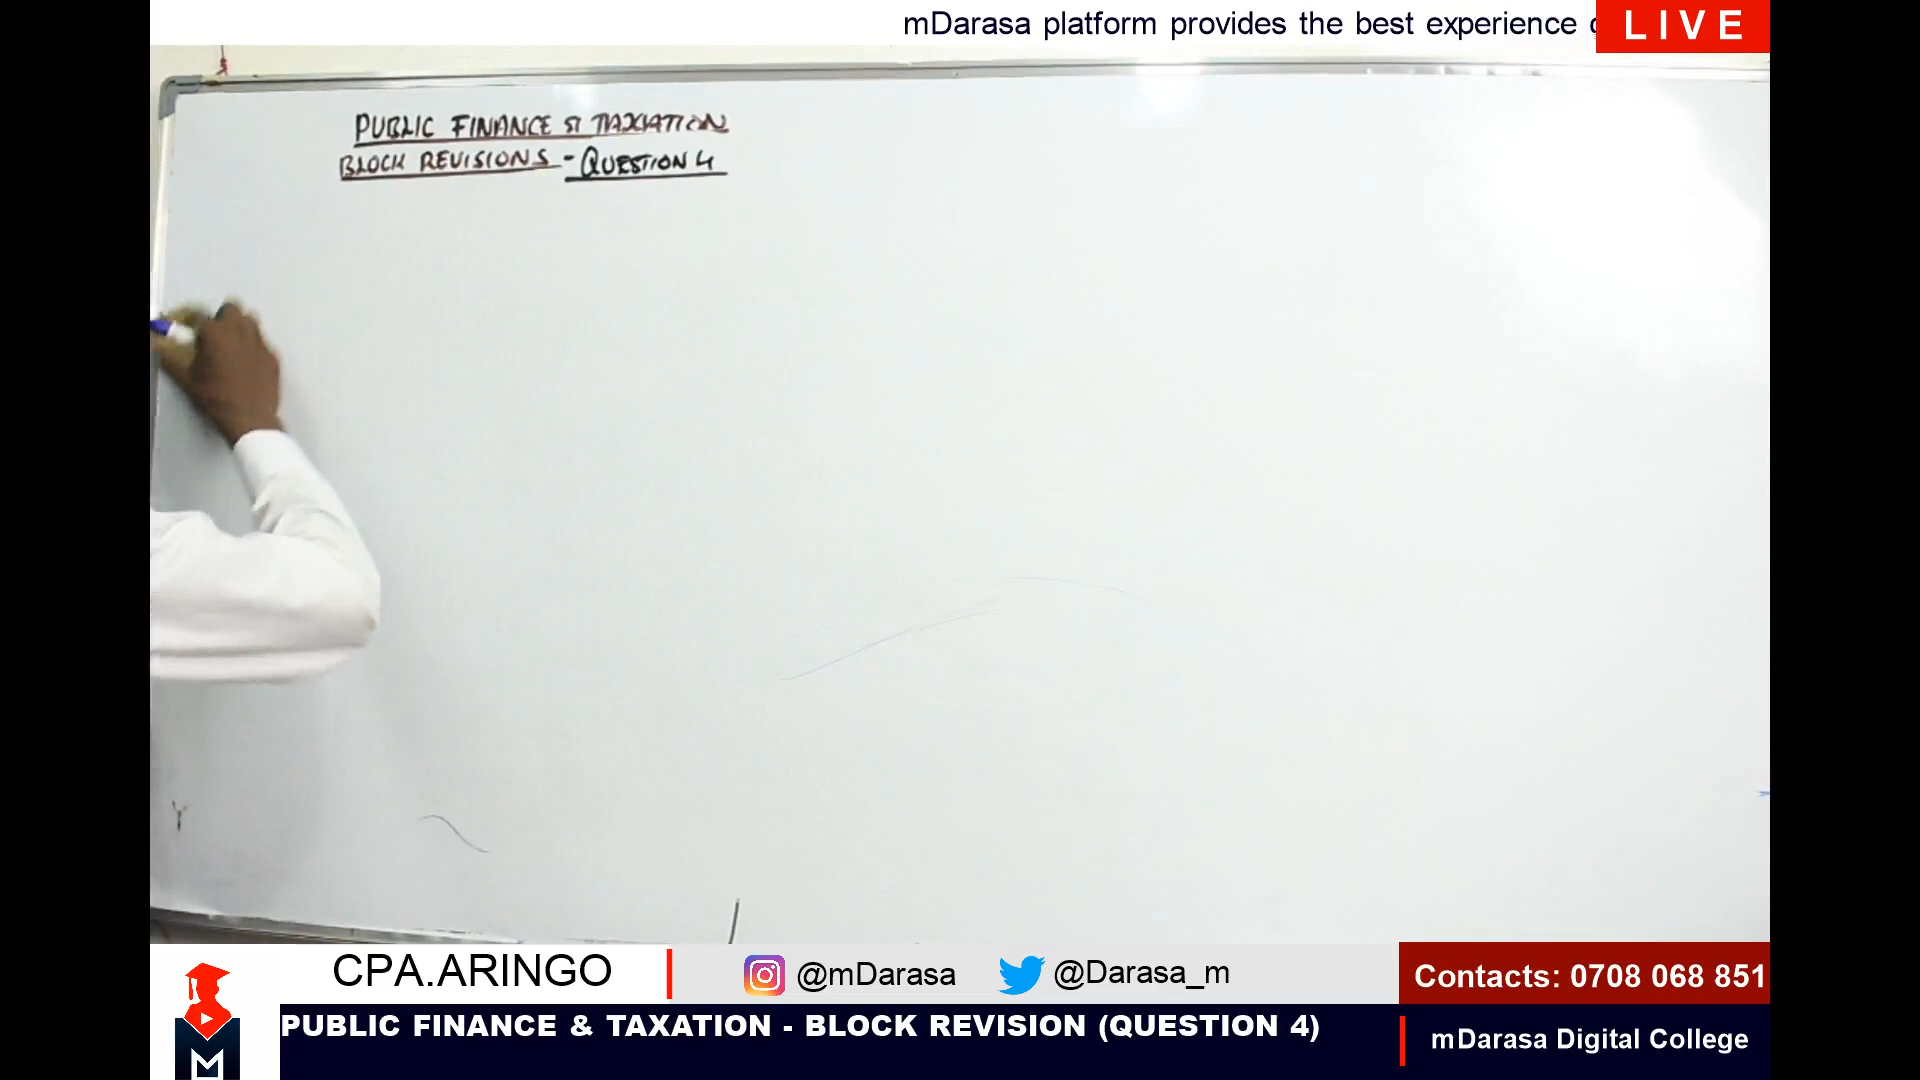 mDarasa platform provides the best experience
LIVE
PUBLIC FINANCE & TAXATION
BLOCK REVISIONS - QUESTION 4
Y
CPA.ARINGO
@mDarasa
@Darasa_m
Contacts: 0708 068 851
M
PUBLIC FINANCE & TAXATION - BLOCK REVISION (QUESTION 4)
mDarasa Digital College